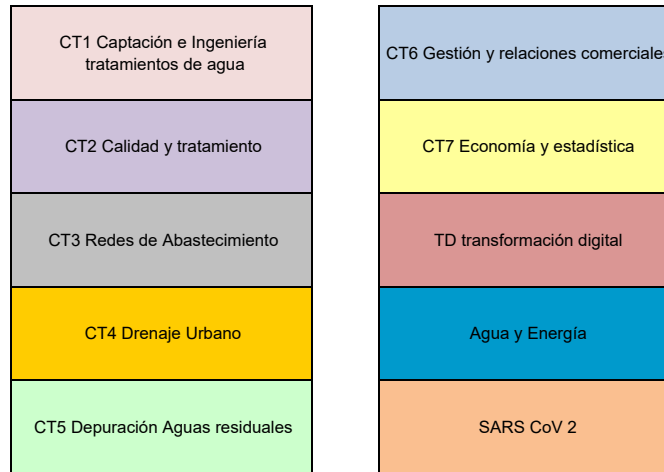 CT1 Captación e Ingeniería
tratamientos de agua
CT2 Calidad y tratamiento
CT3 Redes de Abastecimiento
CT4 Drenaje Urbano
CT5 Depuración Aguas residuales
CT6 Gestión y relaciones comerciales
CT7 Economía y estadística
TD transformación digital
Agua y Energía
SARS CoV 2